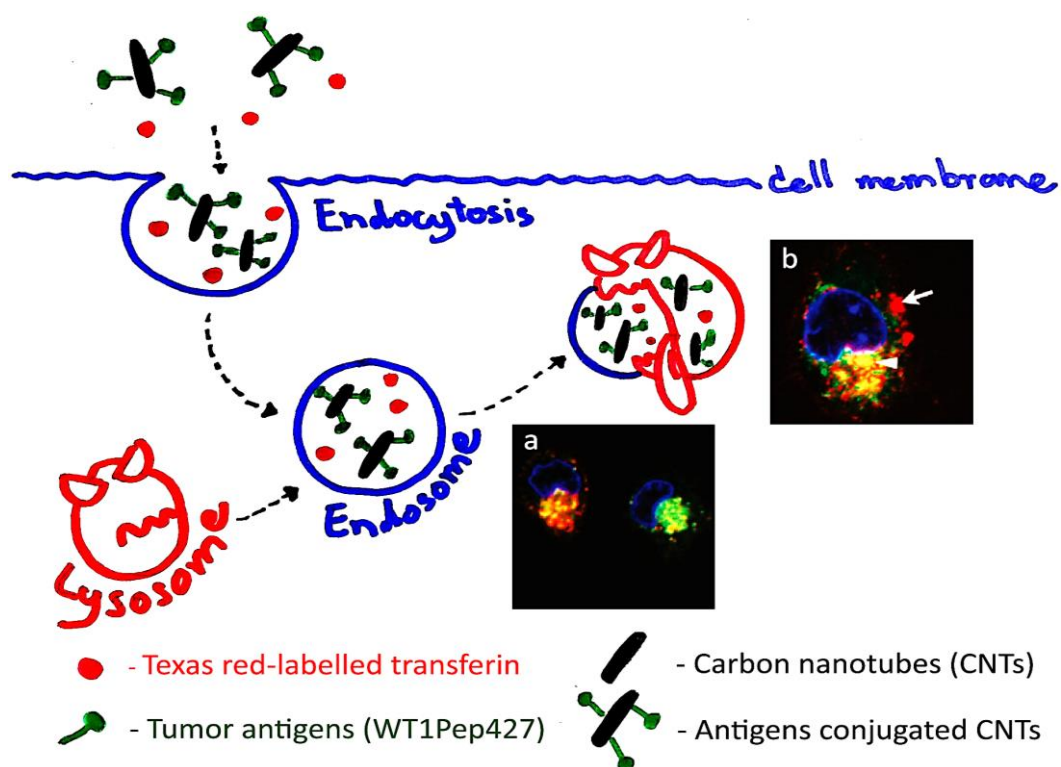 cell membrane
Endocytosis
b
a
Endosome
Lysosome
- Texas red-labelled transferin
- Carbon nanotubes (CNTs)
- Tumor antigens (WT1Pep427)
- Antigens conjugated CNTs